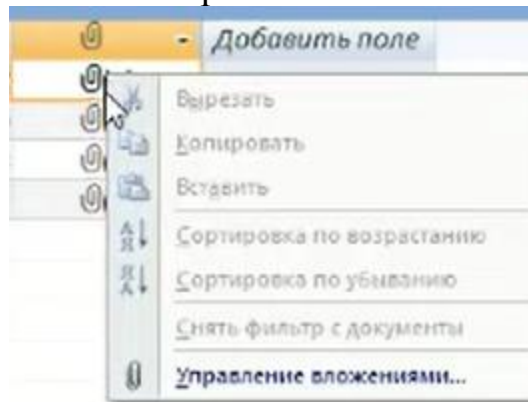 Добавить поле
Вырезать
Копировать
Вставить
Сортировка по возрастанию
Сортировка по убыванию
Снять фильтр с документы
Управление вложениями...